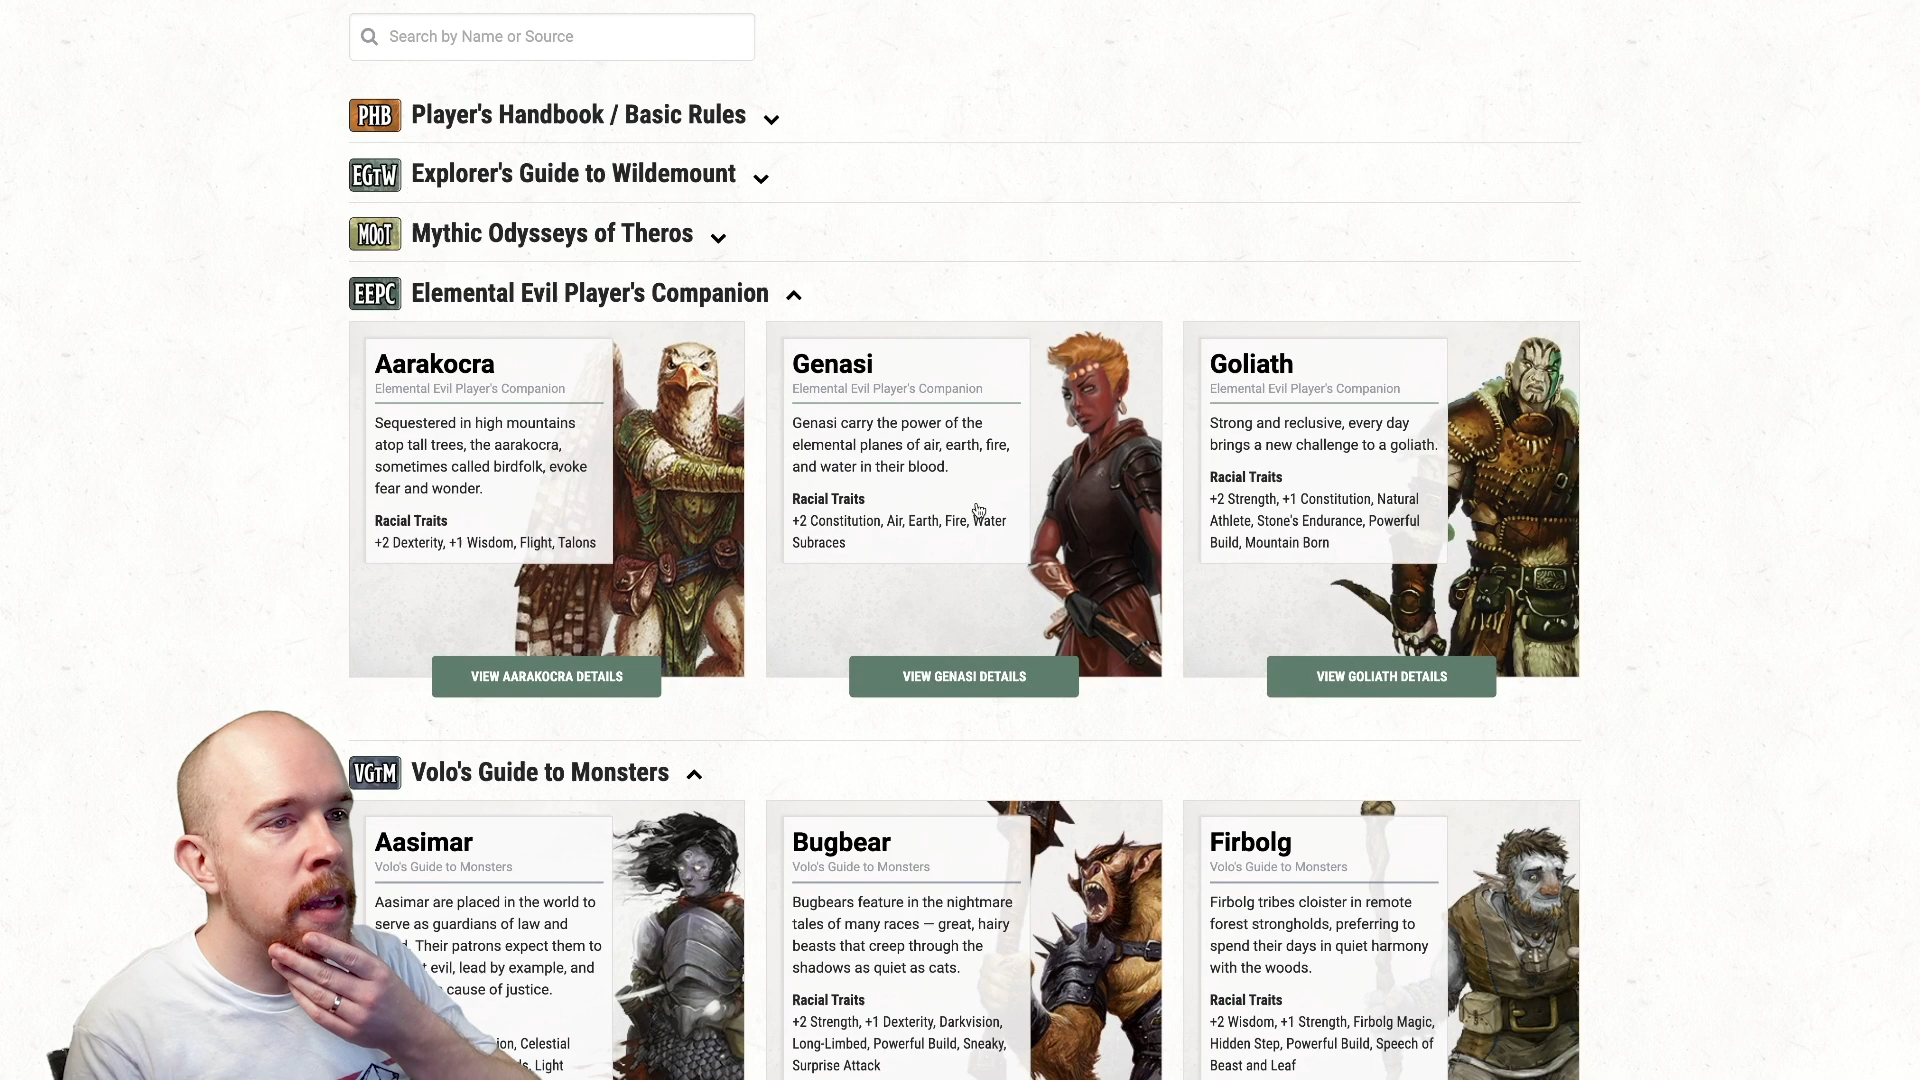 Search by Name or Source
PHB Player's Handbook / Basic Rules
EGtW Explorer's Guide to Wildemount
MOoT Mythic Odysseys of Theros
EEPC Elemental Evil Player's Companion
Aarakocra
Elemental Evil Player's Companion
Sequestered in high mountains
atop tall trees, the aarakocra,
sometimes called birdfolk, evoke
fear and wonder.
Racial Traits
+2 Dexterity, +1 Wisdom, Flight, Talons
VIEW AARAKOCRA DETAILS
Genasi
Elemental Evil Player's Companion
Genasi carry the power of the
elemental planes of air, earth, fire,
and water in their blood.
Racial Traits
+2 Constitution, Air, Earth, Fire, Water
Subraces
VIEW GENASI DETAILS
Goliath
Elemental Evil Player's Companion
Strong and reclusive, every day
brings a new challenge to a goliath.
Racial Traits
+2 Strength, +1 Constitution, Natural
Athlete, Stone's Endurance, Powerful
Build, Mountain Born
VIEW GOLIATH DETAILS
VGtM Volo's Guide to Monsters
Aasimar
Volo's Guide to Monsters
Aasimar are placed in the world to
serve as guardians of law and
Their patrons expect them to
evil, lead by example, and
cause of justice.
Celestial
Light
Bugbear
Volo's Guide to Monsters
Bugbears feature in the nightmare
tales of many races — great, hairy
beasts that creep through the
shadows as quiet as cats.
Racial Traits
+2 Strength, +1 Dexterity, Darkvision,
Long-Limbed, Powerful Build, Sneaky,
Surprise Attack
Firbolg
Volo's Guide to Monsters
Firbolg tribes cloister in remote
forest strongholds, preferring to
spend their days in quiet harmony
with the woods.
Racial Traits
+2 Wisdom, +1 Strength, Firbolg Magic,
Hidden Step, Powerful Build, Speech of
Beast and Leaf